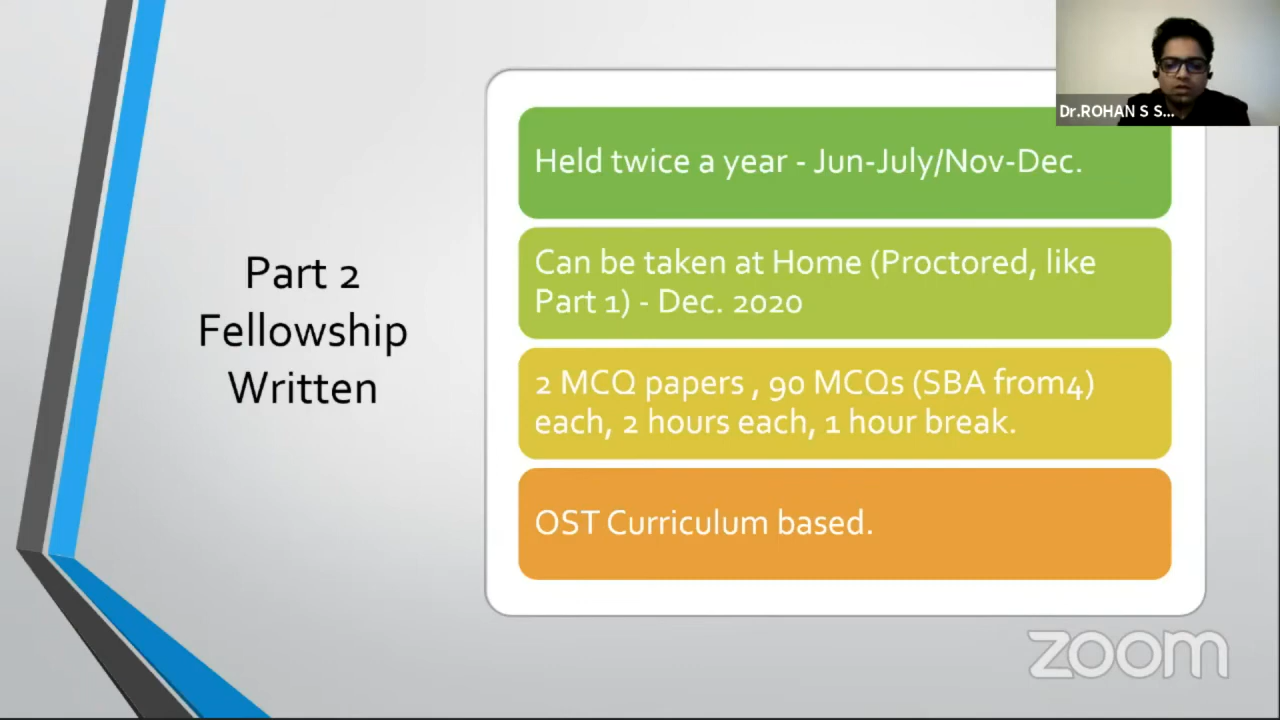 Part 2
Fellowship
Written
Held twice a year - Jun-July/Nov-Dec.
Can be taken at Home (Proctored, like
Part 1) - Dec. 2020
2 MCQ papers , 90 MCQs (SBA from4)
each, 2 hours each, 1 hour break.
OST Curriculum based.
Dr.ROHAN S S...
zoom